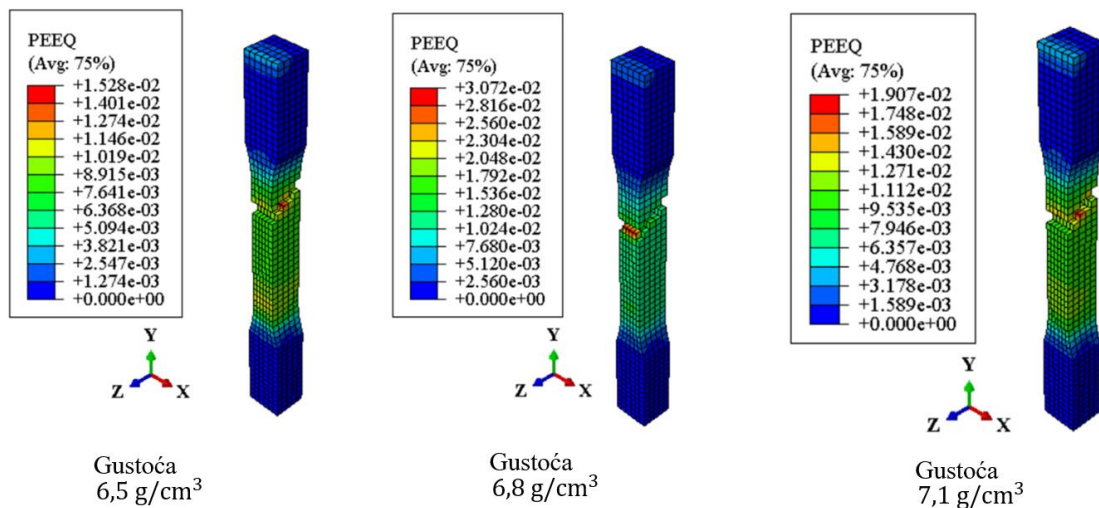 PEEQ
(Avg: 75%)
+1.528e-02
+1.401e-02
+1.274e-02
+1.146e-02
+1.019e-02
+8.915e-03
+7.641e-03
+6.368e-03
+5.094e-03
+3.821e-03
+2.547e-03
+1.274e-03
+0.000e+00
Y
Z
X
Gustoća
6,5 g/cm³
PEEQ
(Avg: 75%)
+3.072e-02
+2.816e-02
+2.560e-02
+2.304e-02
+2.048e-02
+1.792e-02
+1.536e-02
+1.280e-02
+1.024e-02
+7.680e-03
+5.120e-03
+2.560e-03
+0.000e+00
Y
Z
X
Gustoća
6,8 g/cm³
PEEQ
(Avg: 75%)
+1.907e-02
+1.748e-02
+1.589e-02
+1.430e-02
+1.271e-02
+1.112e-02
+9.535e-03
+7.946e-03
+6.357e-03
+4.768e-03
+3.178e-03
+1.589e-03
+0.000e+00
Y
Z
X
Gustoća
7,1 g/cm³